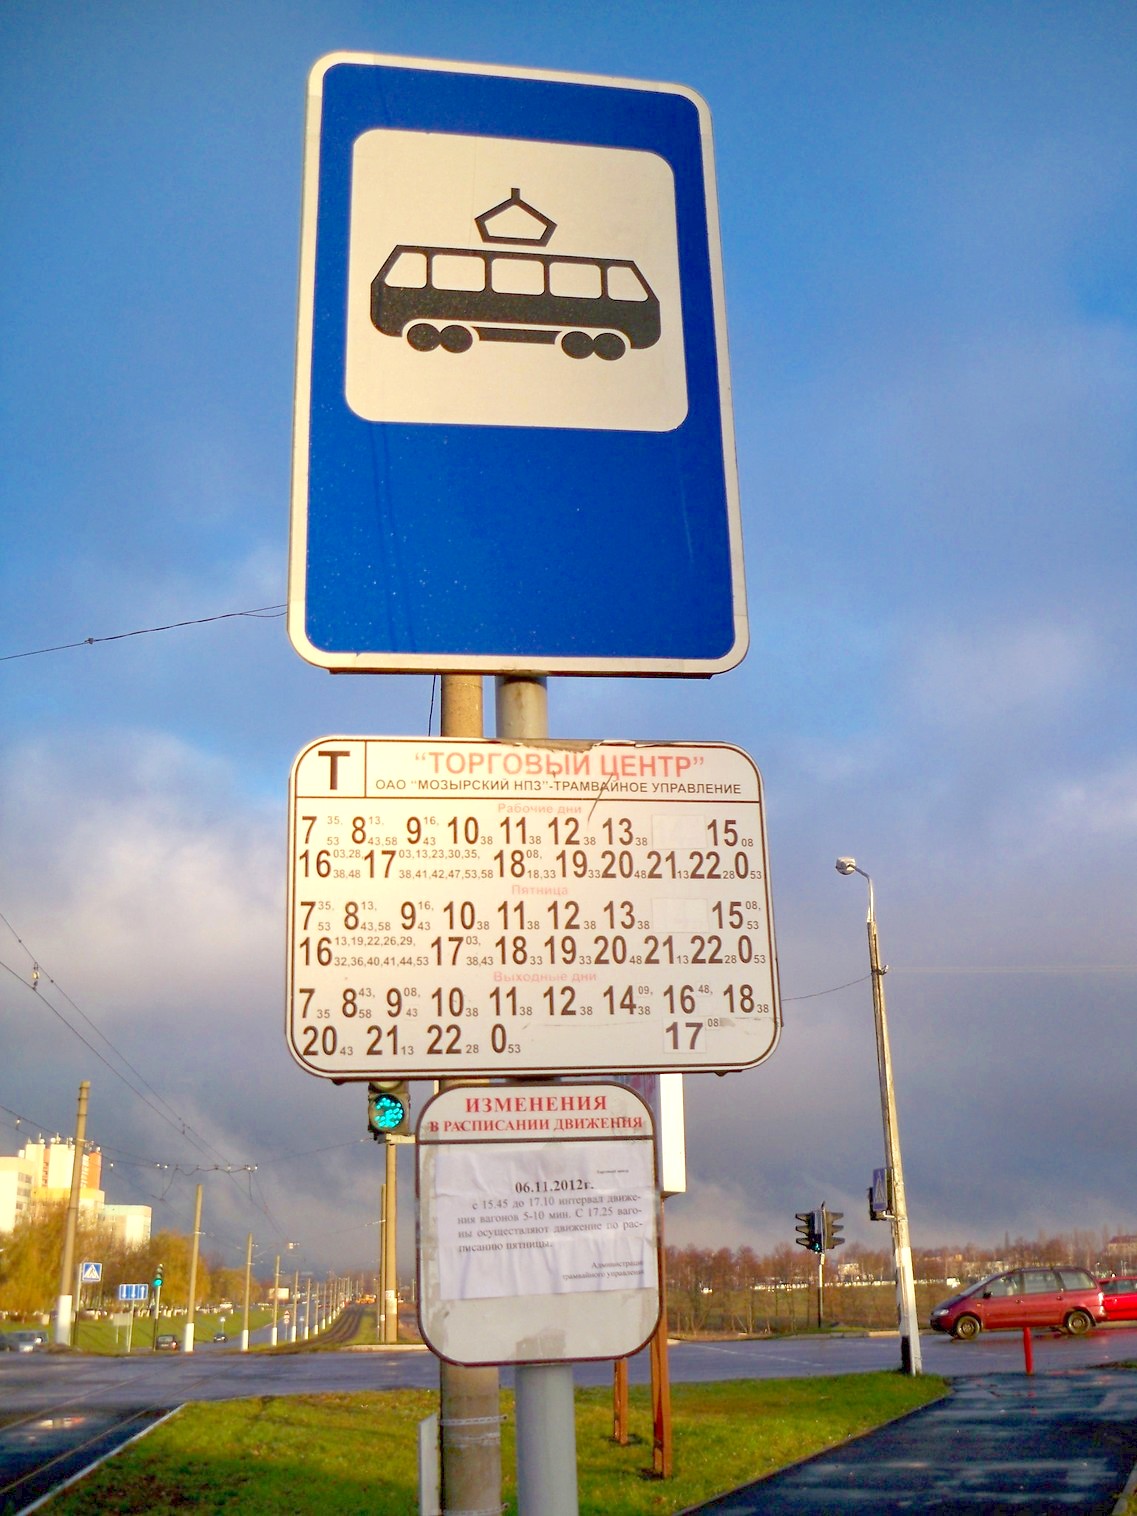 Т
“ТОРГОВЫЙ ЦЕНТР”
ОАО “МОЗЫРСКИЙ НПЗ”-ТРАМВАЙНОЕ УПРАВЛЕНИЕ
Рабочие дни
7 35, 53 8 13, 43,58 9 16, 43 10 38 11 38 12 38 13 38 15 08
16 03,28, 38,48 17 03,13,23,30,35, 38,41,42,47,53,58 18 08, 18,33 19 33 20 48 21 13 22 28 0 53
Пятница
7 35, 53 8 13, 43,58 9 16, 43 10 38 11 38 12 38 13 38 15 08, 53
16 13,19,22,26,29, 32,36,40,41,44,53 17 03, 38,43 18 33 19 33 20 48 21 13 22 28 0 53
Выходные дни
7 35 8 43, 58 9 08, 43 10 38 11 38 12 38 14 09, 38 16 48, 38 18 38
20 43 21 13 22 28 0 53 17 08
ИЗМЕНЕНИЯ
В РАСПИСАНИИ ДВИЖЕНИЯ
Торговый центр
06.11.2012г.
с 15.45 до 17.10 интервал движе-
ния вагонов 5-10 мин. С 17.25 ваго-
ны осуществляют движение по рас-
писанию пятницы.
Администрация
трамвайного управления